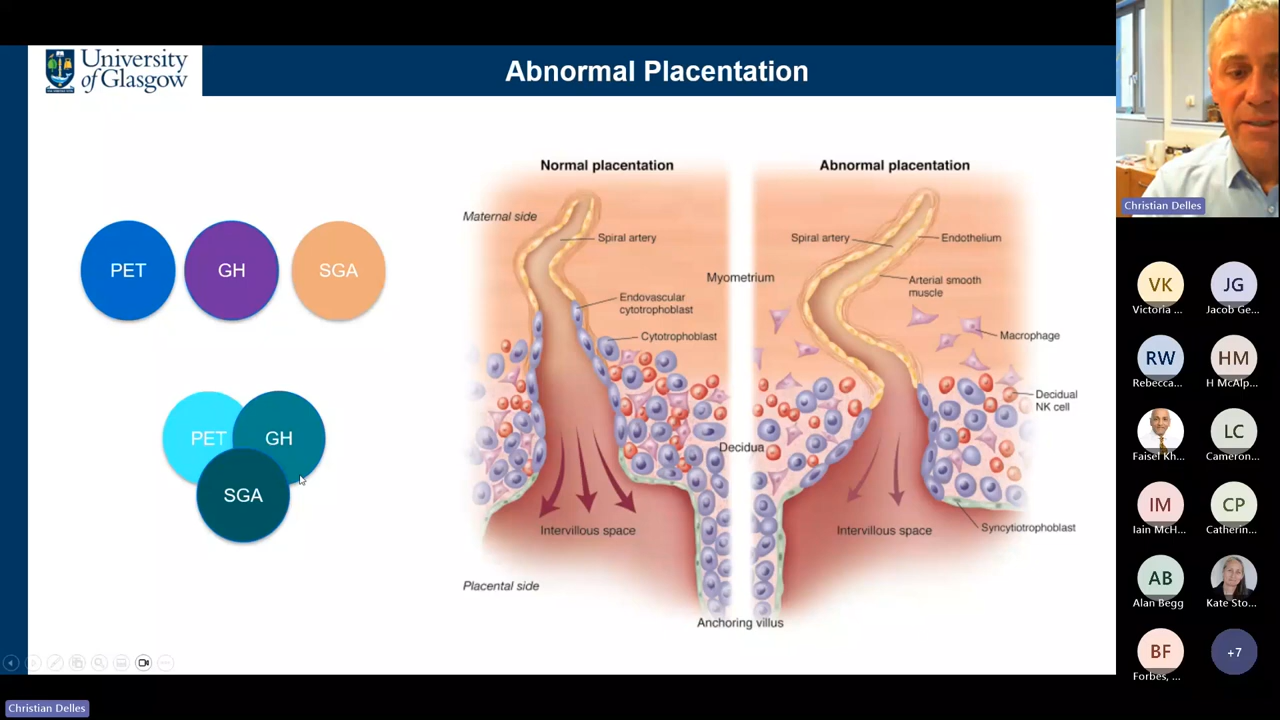 University
of Glasgow
Abnormal Placentation
PET
GH
SGA
PET
GH
SGA
Normal placentation
Abnormal placentation
Maternal side
Spiral artery
Endovascular
cytotrophoblast
Cytotrophoblast
Myometrium
Spiral artery
Endothelium
Arterial smooth
muscle
Macrophage
Decidual
NK cell
Decidua
Intervillous space
Intervillous space
Syncytiotrophoblast
Placental side
Anchoring villus
Christian Delles
VK
Victoria ...
JG
Jacob Ge...
RW
Rebecca...
HM
H McAlp...
Faisel Kh...
LC
Cameron...
IM
Iain McH...
CP
Catherin...
AB
Alan Begg
Kate Sto...
BF
Forbes, ...
+7
Christian Delles